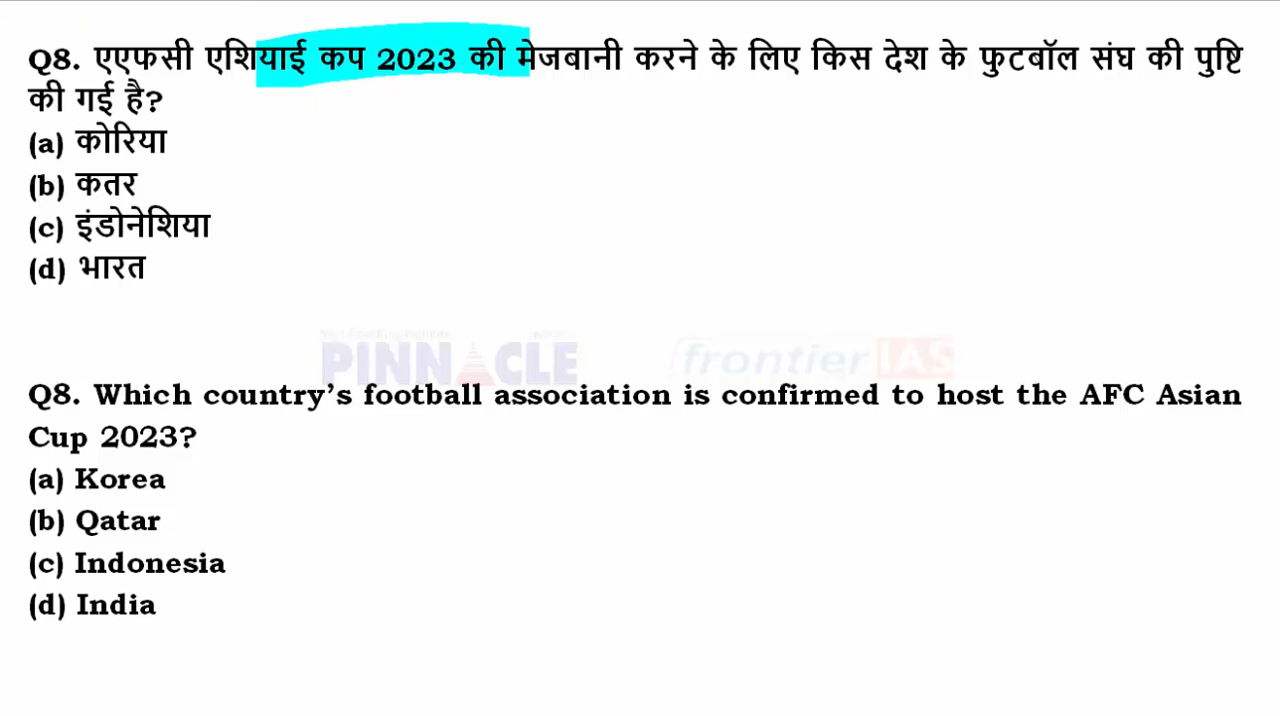 Q8. एएफसी एशियाई कप 2023 की मेजबानी करने के लिए किस देश के फुटबॉल संघ की पुष्टि
की गई है?
(a) कोरिया
(b) कतर
(c) इंडोनेशिया
(d) भारत
PINNACLE frontier IAS
Q8. Which country’s football association is confirmed to host the AFC Asian
Cup 2023?
(a) Korea
(b) Qatar
(c) Indonesia
(d) India